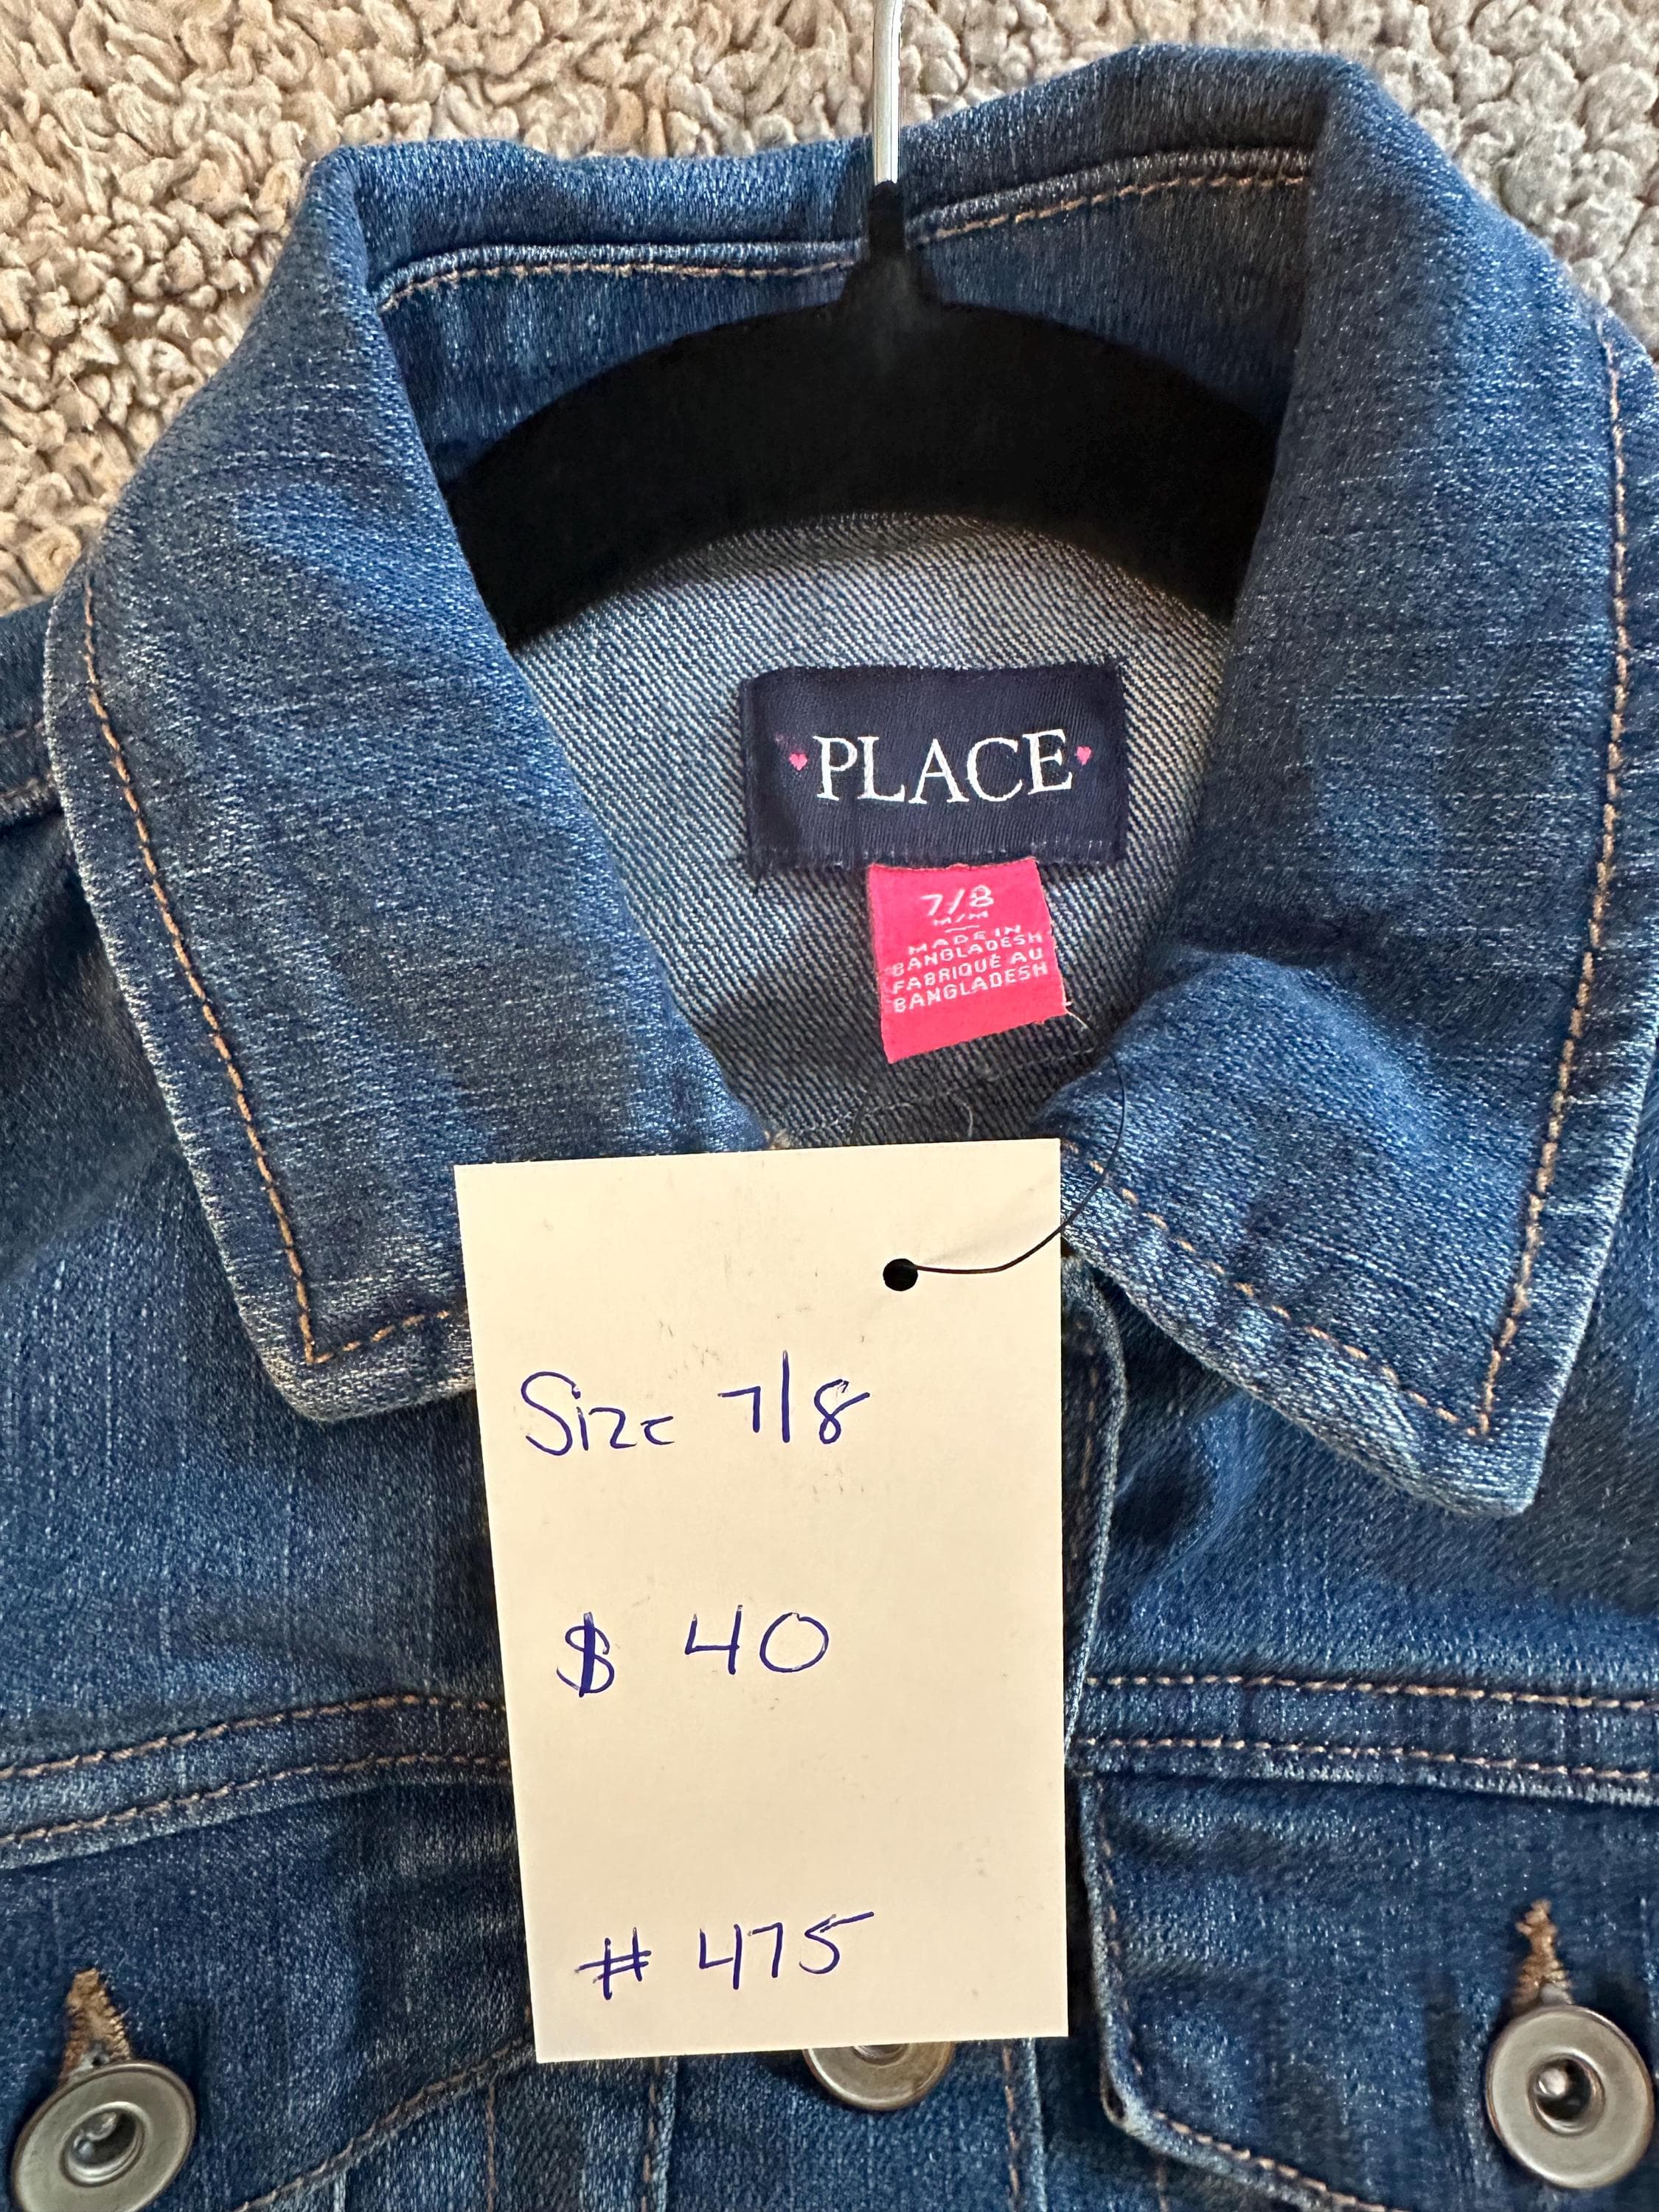 PLACE
7/8
M/M
MADE IN
BANGLADESH
FABRIQUÉ AU
BANGLADESH
Size 7/8
$ 40
# 475